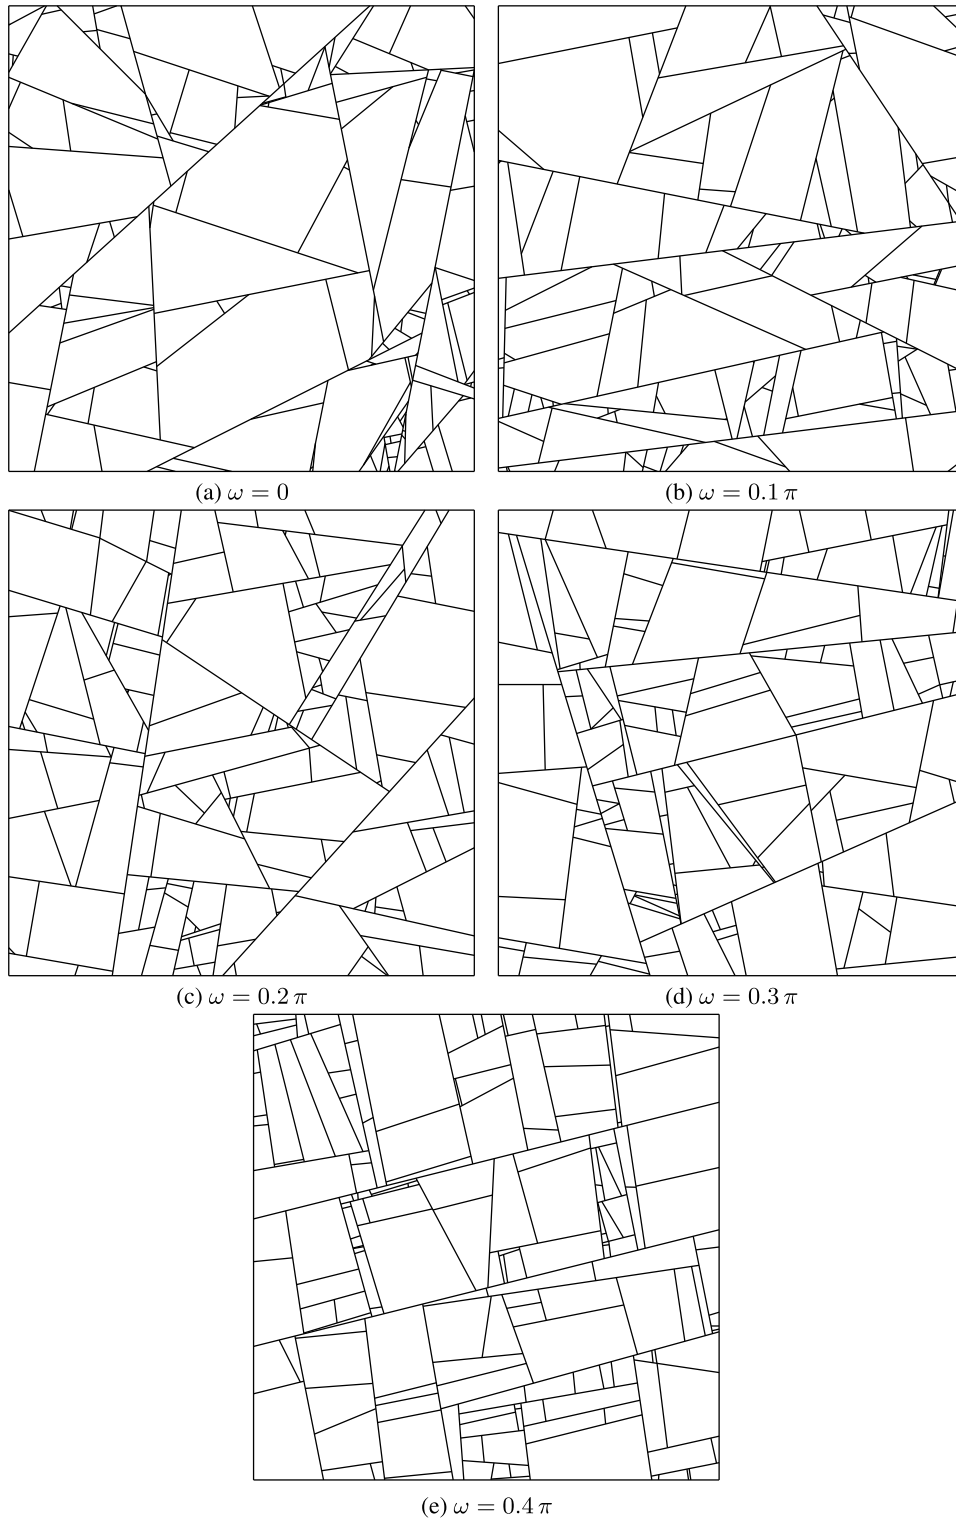 (a) ω = 0
(b) ω = 0.1 π
(c) ω = 0.2 π
(d) ω = 0.3 π
(e) ω = 0.4 π